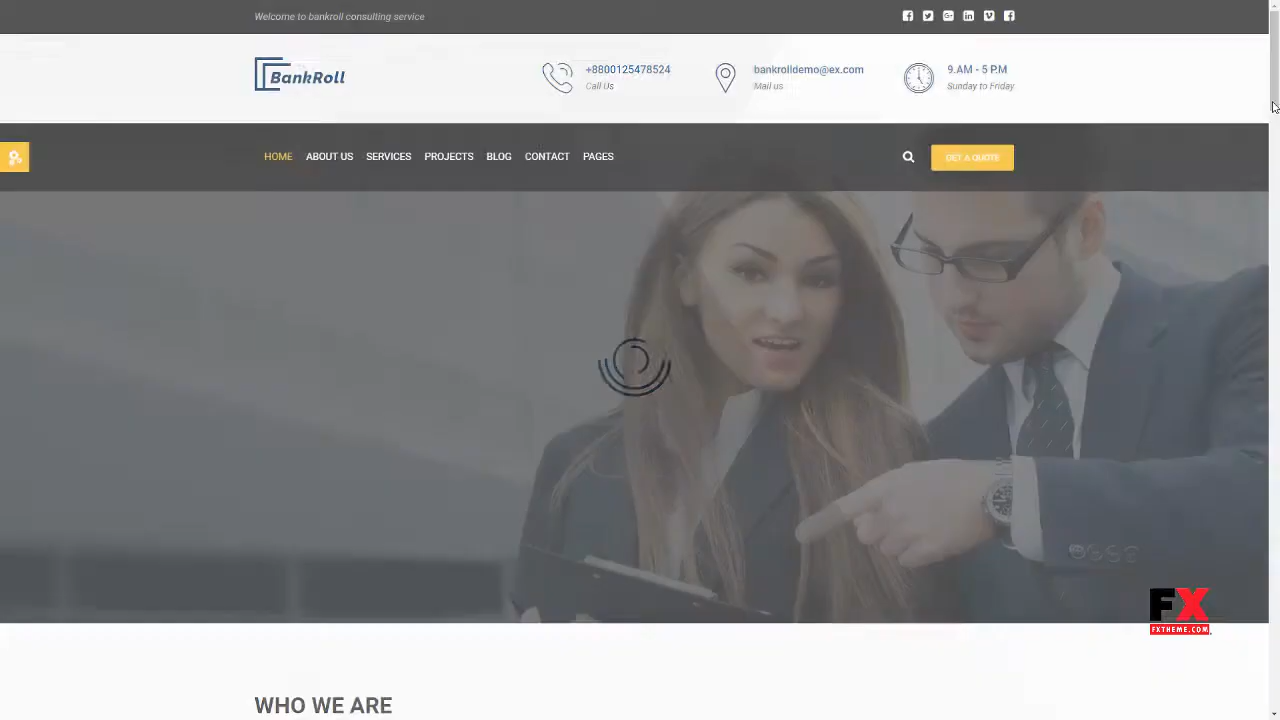 Welcome to bankroll consulting service
BankRoll
+8800125478524
Call Us
bankrolldemo@ex.com
Mail us
9.AM - 5 P.M
Sunday to Friday
HOME ABOUT US SERVICES PROJECTS BLOG CONTACT PAGES
GET A QUOTE
FX
FXTHEME.COM
WHO WE ARE